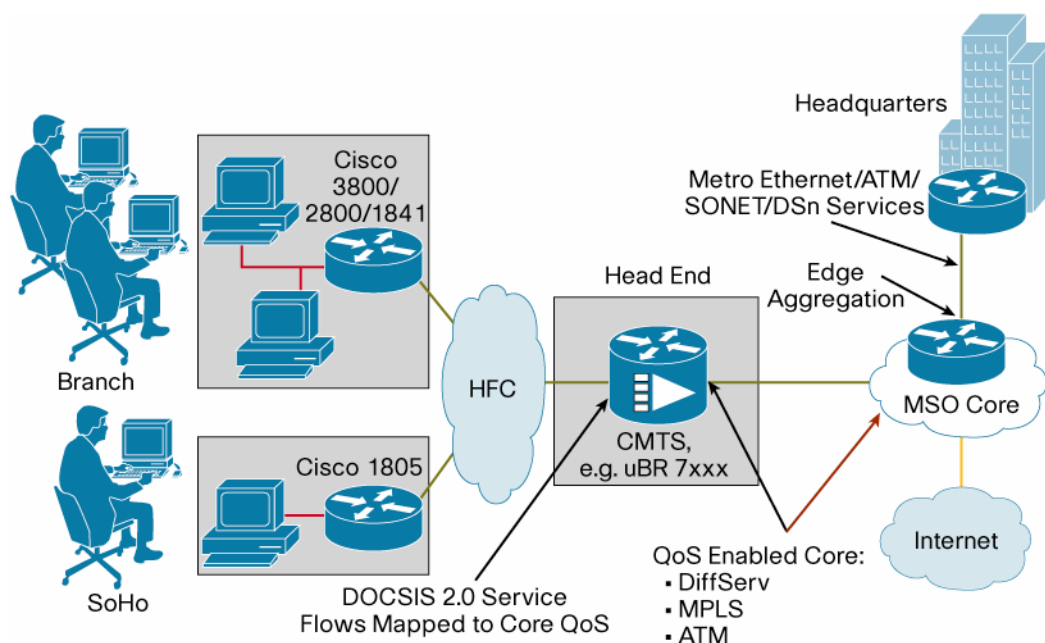 Headquarters
Cisco
3800/
2800/1841
Metro Ethernet/ATM/
SONET/DSn Services
Head End
Edge
Aggregation
Branch
HFC
MSO Core
CMTS,
e.g. uBR 7xxx
Cisco 1805
Internet
SoHo
DOCSIS 2.0 Service
Flows Mapped to Core QoS
QoS Enabled Core:
▪ DiffServ
▪ MPLS
▪ ATM